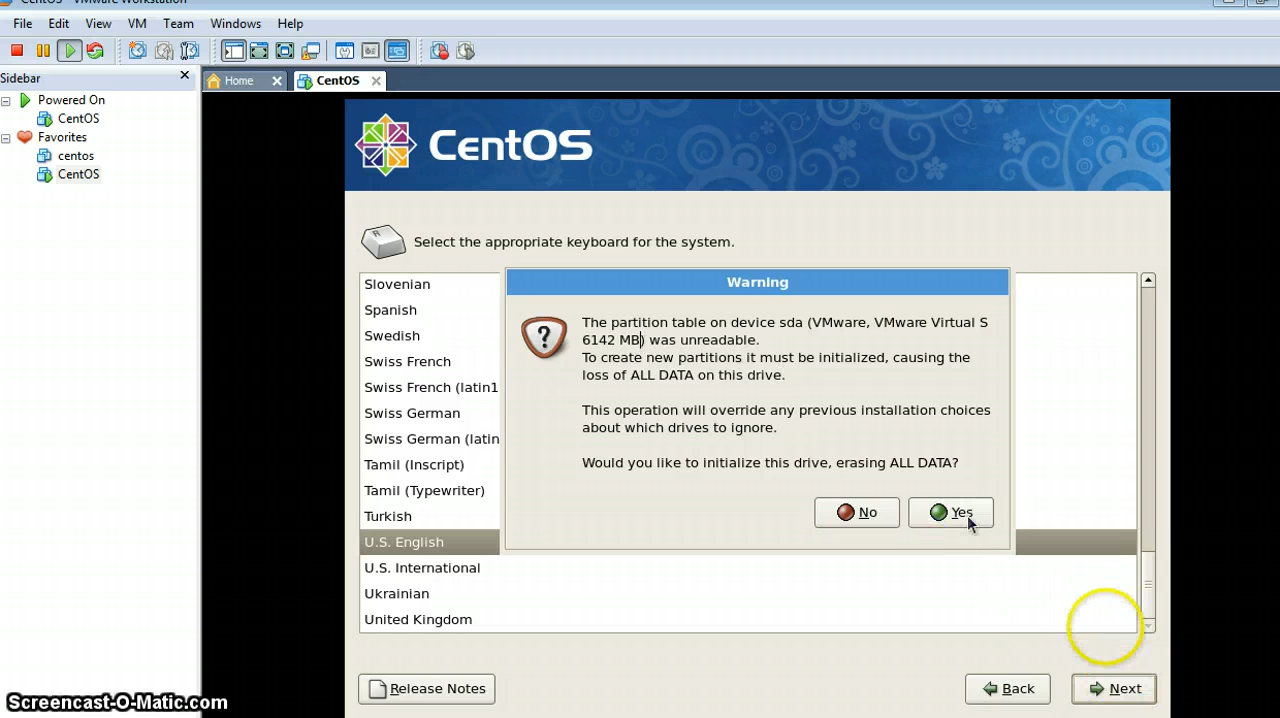 CentOS - VMware Workstation
File Edit View VM Team Windows Help
Sidebar
Home
CentOS
Powered On
CentOS
Favorites
centos
CentOS
CentOS
Select the appropriate keyboard for the system.
Slovenian
Spanish
Swedish
Swiss French
Swiss French (latin1
Swiss German
Swiss German (latin
Tamil (Inscript)
Tamil (Typewriter)
Turkish
U.S. English
U.S. International
Ukrainian
United Kingdom
Warning
The partition table on device sda (VMware, VMware Virtual S
6142 MB) was unreadable.
To create new partitions it must be initialized, causing the
loss of ALL DATA on this drive.
This operation will override any previous installation choices
about which drives to ignore.
Would you like to initialize this drive, erasing ALL DATA?
No
Yes
Release Notes
Back
Next
Screencast-O-Matic.com